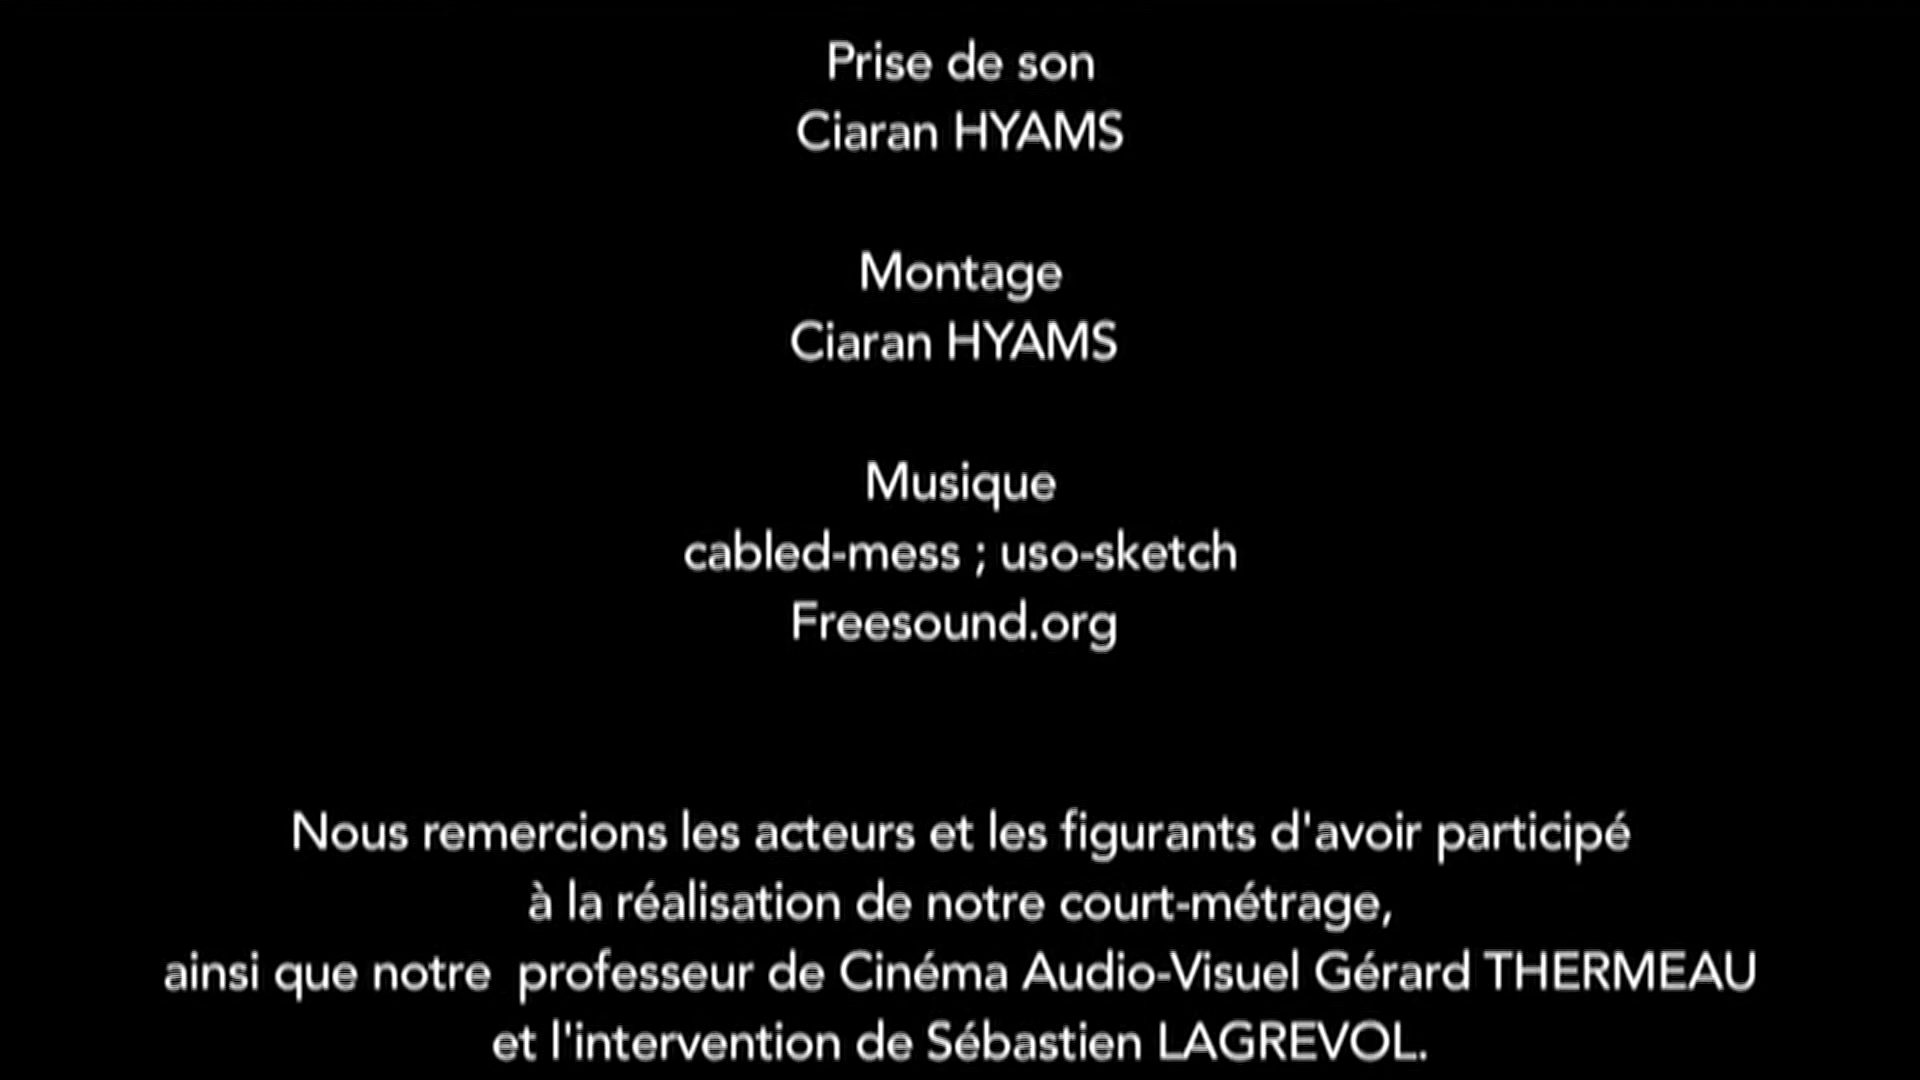 Prise de son
Ciaran HYAMS
Montage
Ciaran HYAMS
Musique
cabled-mess ; uso-sketch
Freesound.org
Nous remercions les acteurs et les figurants d'avoir participé
à la réalisation de notre court-métrage,
ainsi que notre  professeur de Cinéma Audio-Visuel Gérard THERMEAU
et l'intervention de Sébastien LAGREVOL.